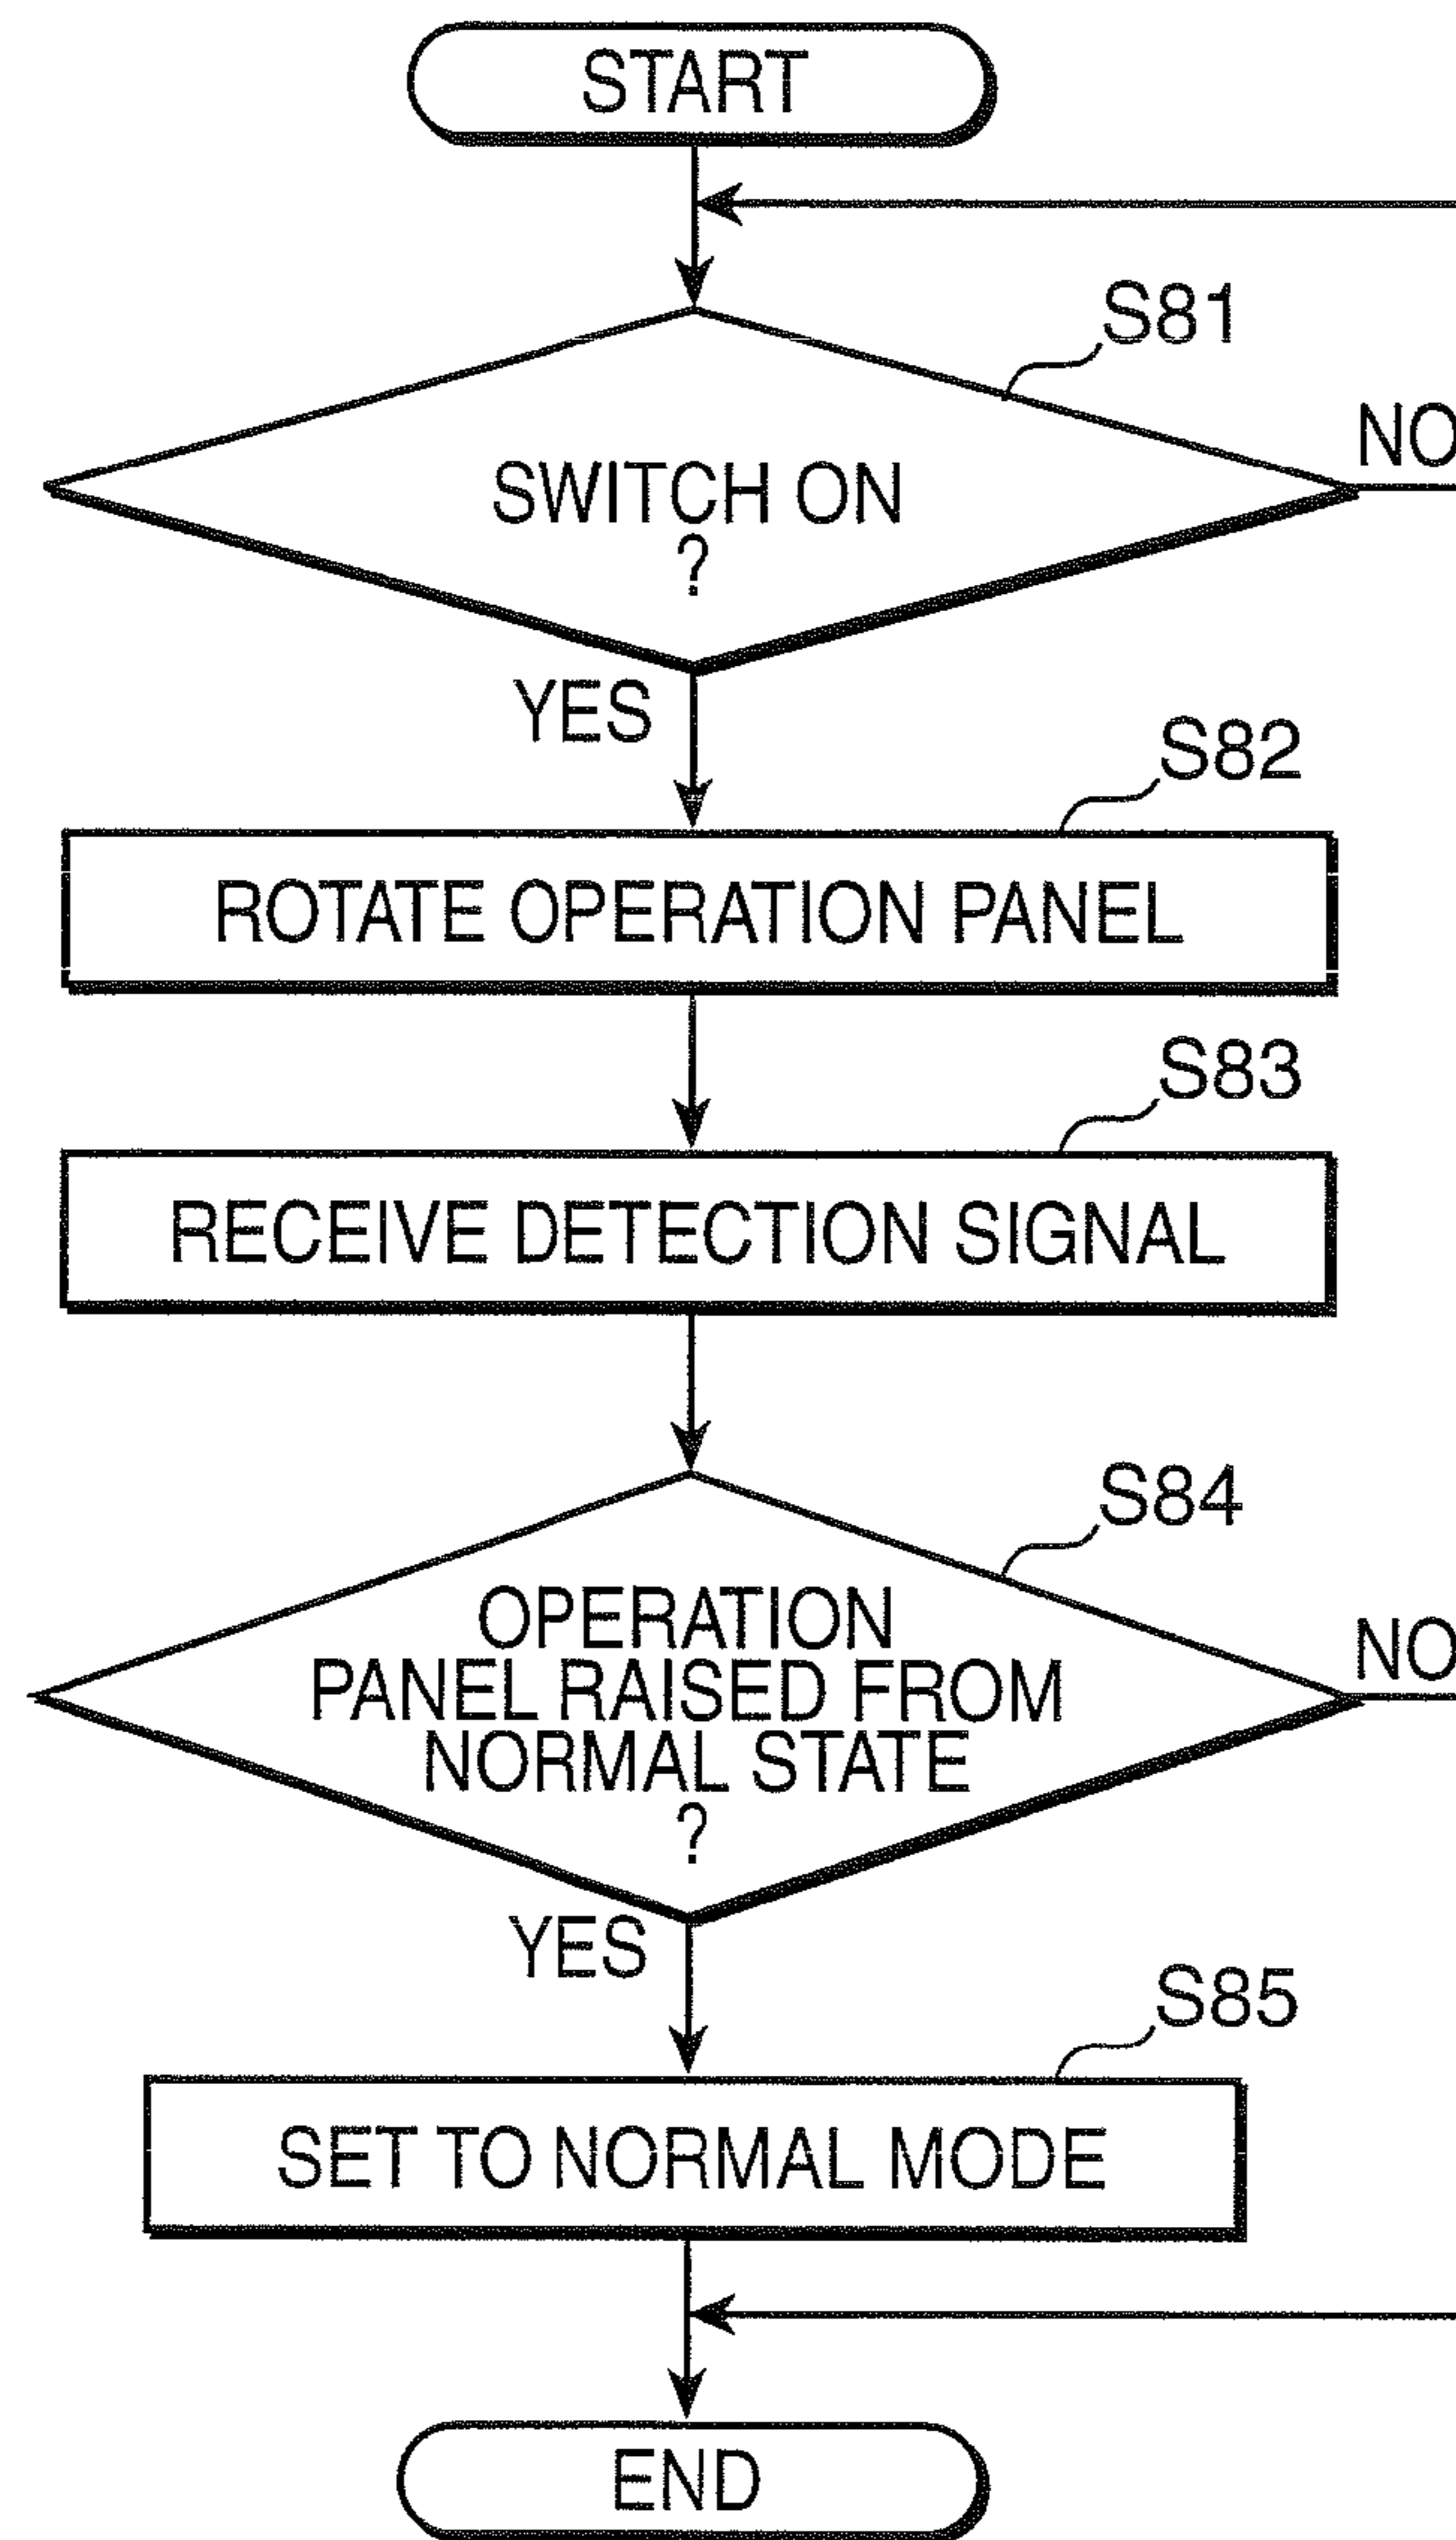 START
S81
NO
SWITCH ON
?
YES
S82
ROTATE OPERATION PANEL
S83
RECEIVE DETECTION SIGNAL
S84
OPERATION
NO
PANEL RAISED FROM
NORMAL STATE
?
YES
S85
SET TO NORMAL MODE
END